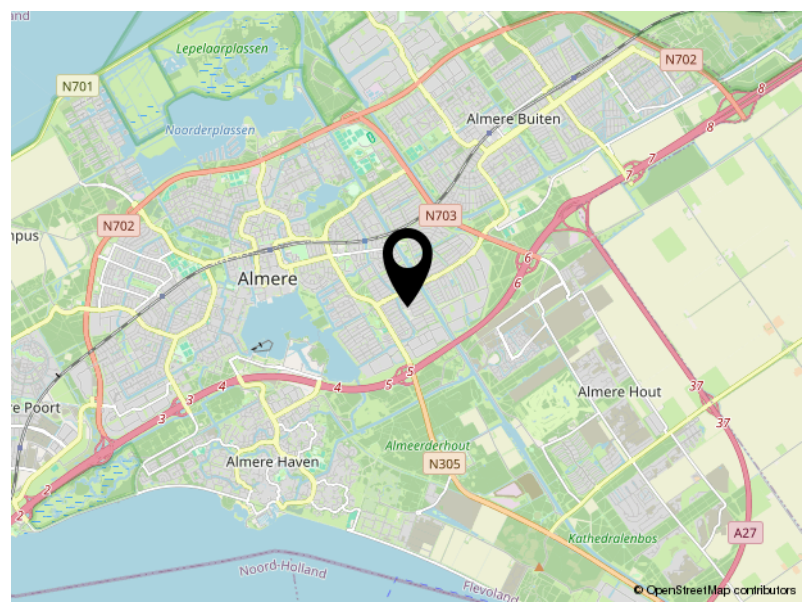 and
Lepelaarplassen
N702
N701
8
8
Almere Buiten
Noorderplassen
7
7
N702
N703
mpus
6
6
Almere
37
5
5
4
4
3
3
Almere Hout
37
re Poort
Almeerderhout
N305
Almere Haven
2
2
A27
Kathedralenbos
Noord-Holland
Flevoland
© OpenStreetMap contributors